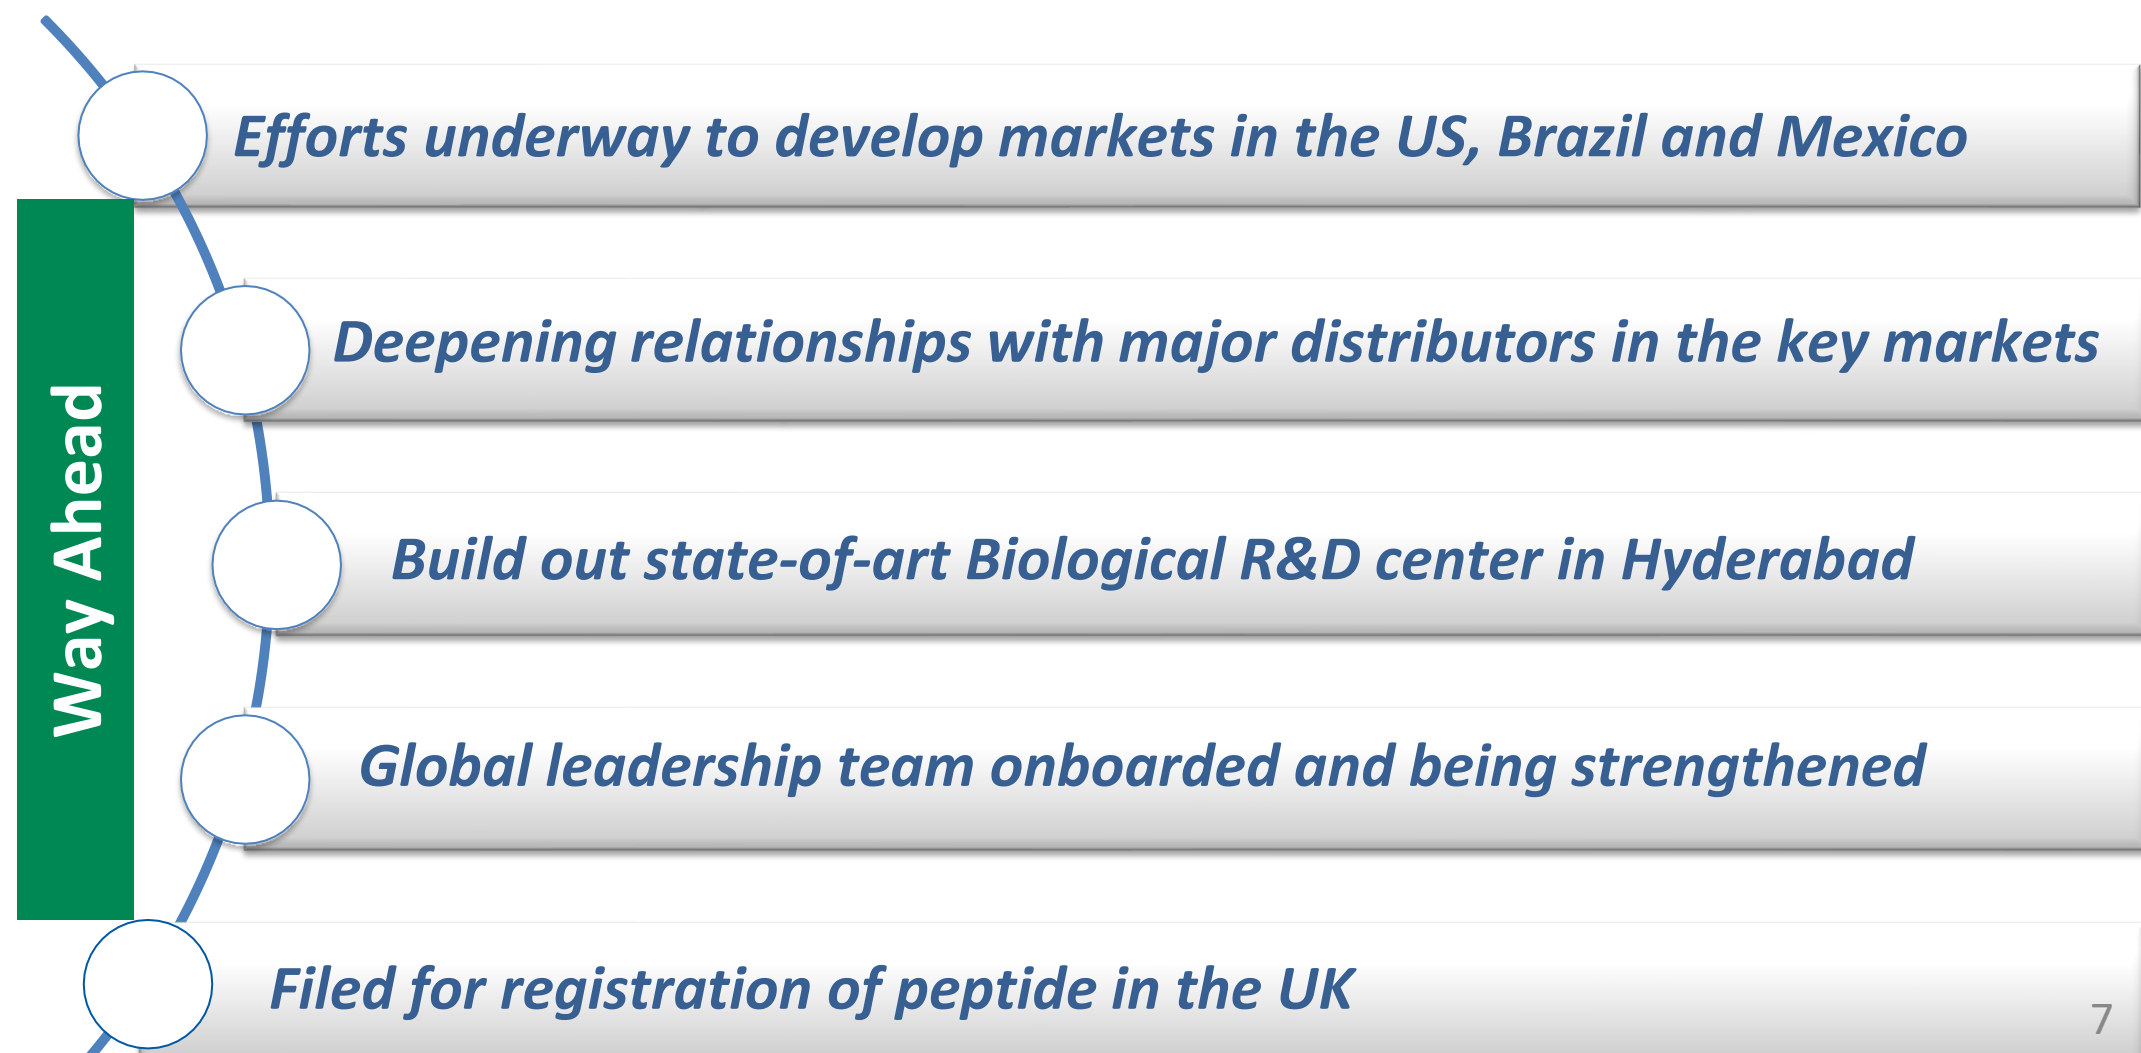 Efforts underway to develop markets in the US, Brazil and Mexico
Deepening relationships with major distributors in the key markets
Way Ahead
Build out state-of-art Biological R&D center in Hyderabad
Global leadership team onboarded and being strengthened
Filed for registration of peptide in the UK
7